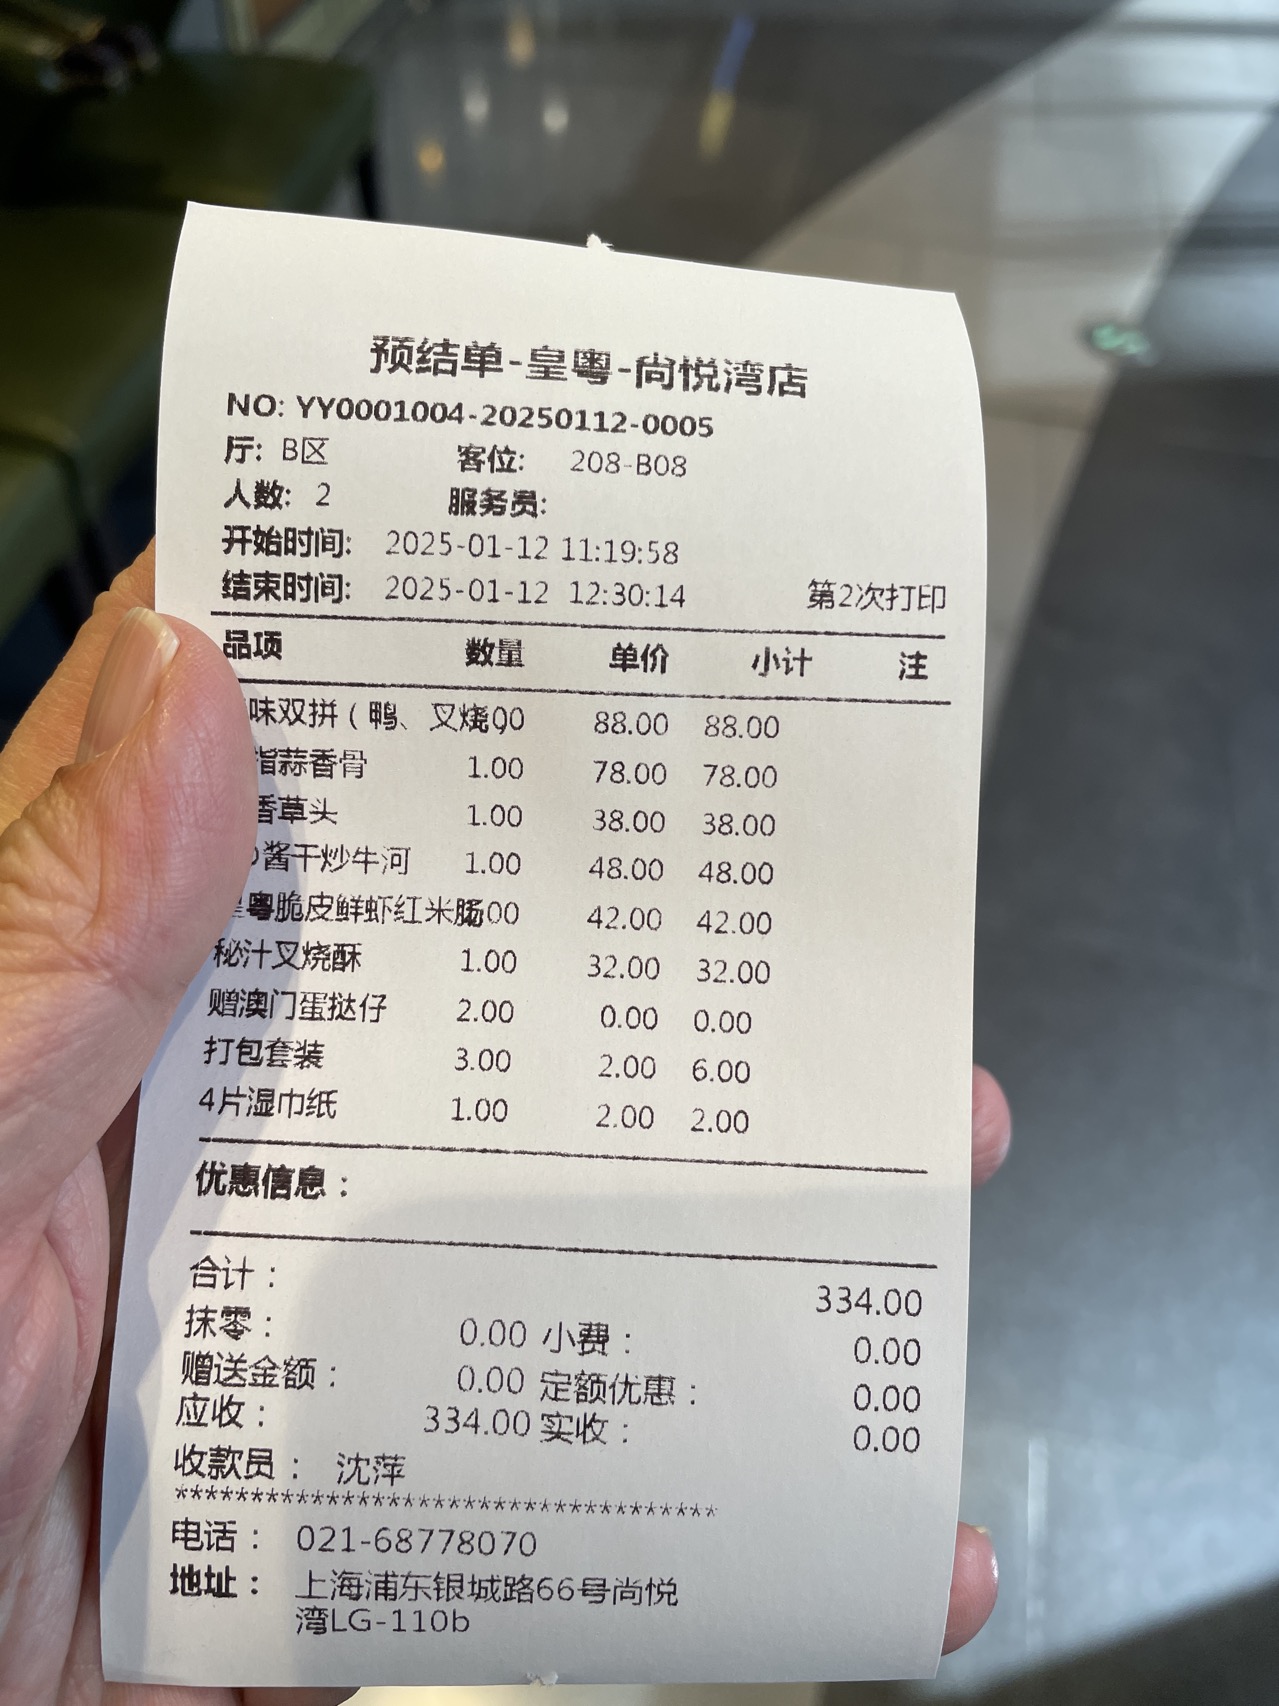 预结单-皇粤-尚悦湾店
NO: YY0001004-20250112-0005
厅: B区 客位: 208-B08
人数: 2 服务员:
开始时间: 2025-01-12 11:19:58
结束时间: 2025-01-12 12:30:14 第2次打印
品项 数量 单价 小计 注
味双拼（鸭、叉烧 00 88.00 88.00
指蒜香骨 1.00 78.00 78.00
香草头 1.00 38.00 38.00
酱干炒牛河 1.00 48.00 48.00
皇粤脆皮鲜虾红米肠 00 42.00 42.00
秘汁叉烧酥 1.00 32.00 32.00
赠澳门蛋挞仔 2.00 0.00 0.00
打包套装 3.00 2.00 6.00
4片湿巾纸 1.00 2.00 2.00
优惠信息：
合计： 334.00
抹零： 0.00 小费： 0.00
赠送金额： 0.00 定额优惠： 0.00
应收： 334.00 实收： 0.00
收款员： 沈萍
************************************
电话： 021-68778070
地址： 上海浦东银城路66号尚悦
湾LG-110b